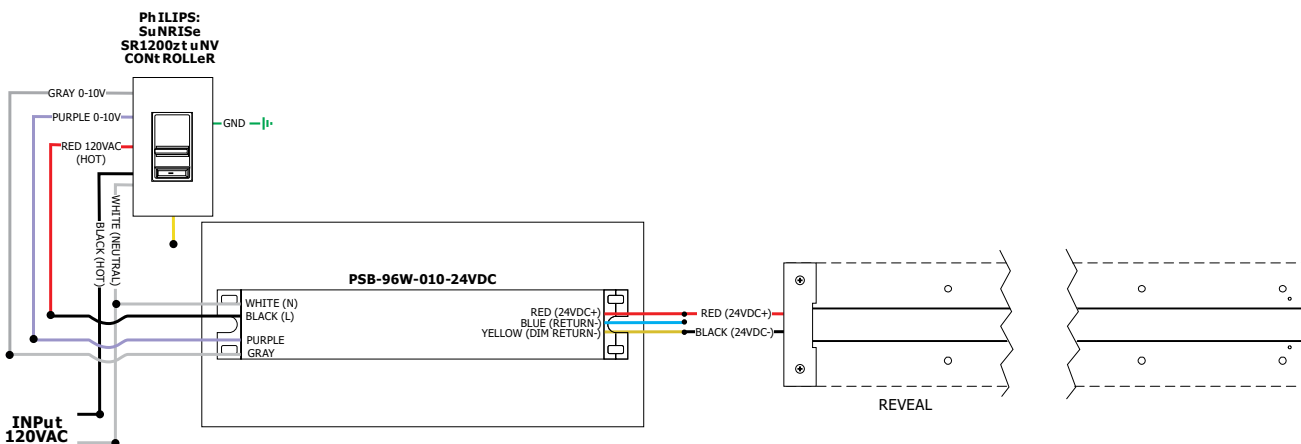 PhILIPS:
SuNRISe
SR1200zt uNV
CONt ROLLeR
GRAY 0-10V
PURPLE 0-10V
RED 120VAC
(HOT)
GND
WHITE (NEUTRAL)
BLACK (HOT)
PSB-96W-010-24VDC
WHITE (N)
BLACK (L)
PURPLE
GRAY
RED (24VDC+)
BLUE (RETURN-)
YELLOW (DIM RETURN-)
RED (24VDC+)
BLACK (24VDC-)
REVEAL
INPut
120VAC